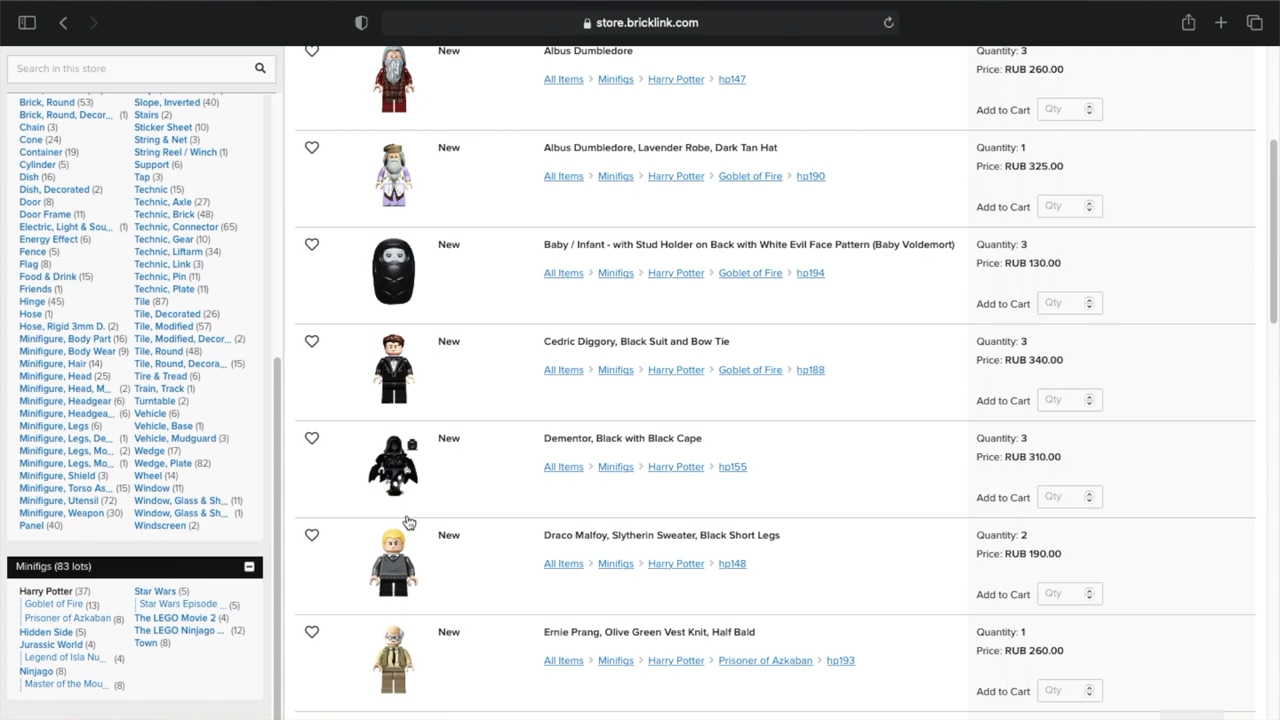 store.bricklink.com
Search in this store
Brick, Round (53)
Brick, Round, Decor... (1)
Chain (3)
Cone (24)
Container (19)
Cylinder (5)
Dish (16)
Dish, Decorated (2)
Door (8)
Door Frame (11)
Electric, Light & Sou... (1)
Energy Effect (6)
Fence (5)
Flag (8)
Food & Drink (15)
Friends (1)
Hinge (45)
Hose (1)
Hose, Rigid 3mm D. (2)
Minifigure, Body Part (16)
Minifigure, Body Wear (9)
Minifigure, Hair (14)
Minifigure, Head (25)
Minifigure, Head, M... (2)
Minifigure, Headgear (6)
Minifigure, Headgea... (6)
Minifigure, Legs (6)
Minifigure, Legs, De... (1)
Minifigure, Legs, Mo... (2)
Minifigure, Legs, Mo... (1)
Minifigure, Shield (3)
Minifigure, Torso As... (15)
Minifigure, Utensil (72)
Minifigure, Weapon (30)
Panel (40)
Slope, Inverted (40)
Stairs (2)
Sticker Sheet (10)
String & Net (3)
String Reel / Winch (1)
Support (6)
Tap (3)
Technic (15)
Technic, Axle (27)
Technic, Brick (48)
Technic, Connector (65)
Technic, Gear (10)
Technic, Liftarm (34)
Technic, Link (3)
Technic, Pin (11)
Technic, Plate (11)
Tile (87)
Tile, Decorated (26)
Tile, Modified (57)
Tile, Modified, Decor... (2)
Tile, Round (48)
Tile, Round, Decora... (15)
Tire & Tread (6)
Train, Track (1)
Turntable (2)
Vehicle (6)
Vehicle, Base (1)
Vehicle, Mudguard (3)
Wedge (17)
Wedge, Plate (82)
Wheel (14)
Window (11)
Window, Glass & Sh... (11)
Window, Glass & Sh... (1)
Windscreen (2)
Minifigs (83 lots)
Harry Potter (37)
Goblet of Fire (13)
Prisoner of Azkaban (8)
Hidden Side (5)
Jurassic World (4)
Legend of Isla Nu... (4)
Ninjago (8)
Master of the Mou... (8)
Star Wars (5)
Star Wars Episode ... (5)
The LEGO Movie 2 (4)
The LEGO Ninjago ... (12)
Town (8)
New
Albus Dumbledore
All Items > Minifigs > Harry Potter > hp147
Quantity: 3
Price: RUB 260.00
Add to Cart Qty
New
Albus Dumbledore, Lavender Robe, Dark Tan Hat
All Items > Minifigs > Harry Potter > Goblet of Fire > hp190
Quantity: 1
Price: RUB 325.00
Add to Cart Qty
New
Baby / Infant - with Stud Holder on Back with White Evil Face Pattern (Baby Voldemort)
All Items > Minifigs > Harry Potter > Goblet of Fire > hp194
Quantity: 3
Price: RUB 130.00
Add to Cart Qty
New
Cedric Diggory, Black Suit and Bow Tie
All Items > Minifigs > Harry Potter > Goblet of Fire > hp188
Quantity: 3
Price: RUB 340.00
Add to Cart Qty
New
Dementor, Black with Black Cape
All Items > Minifigs > Harry Potter > hp155
Quantity: 3
Price: RUB 310.00
Add to Cart Qty
New
Draco Malfoy, Slytherin Sweater, Black Short Legs
All Items > Minifigs > Harry Potter > hp148
Quantity: 2
Price: RUB 190.00
Add to Cart Qty
New
Ernie Prang, Olive Green Vest Knit, Half Bald
All Items > Minifigs > Harry Potter > Prisoner of Azkaban > hp193
Quantity: 1
Price: RUB 260.00
Add to Cart Qty